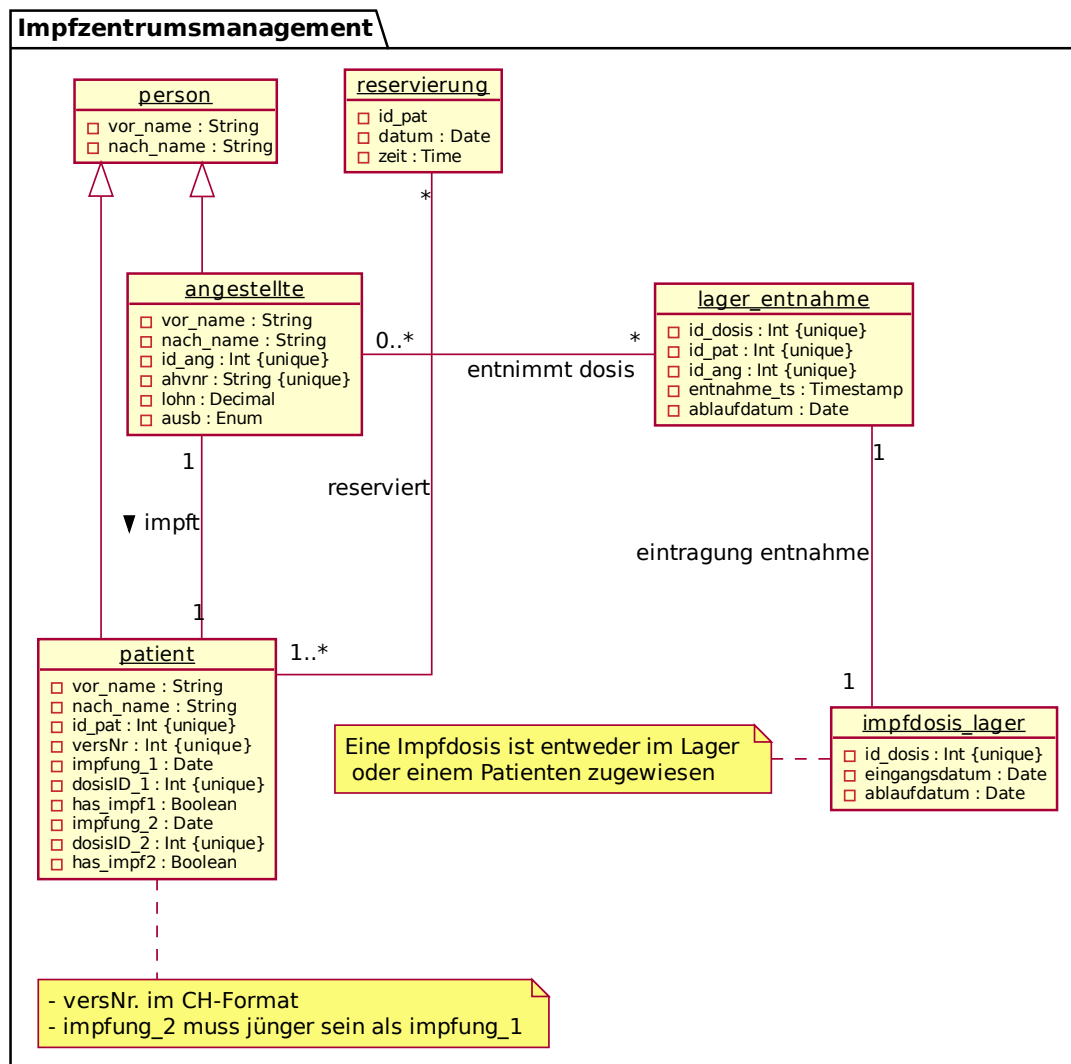 Impfzentrumsmanagement
person
vor_name : String
nach_name : String
reservierung
id_pat
datum : Date
zeit : Time
*
angestellte
vor_name : String
nach_name : String
id_ang : Int {unique}
ahvnr : String {unique}
lohn : Decimal
ausb : Enum
0..*
*
entnimmt dosis
lager_entnahme
id_dosis : Int {unique}
id_pat : Int {unique}
id_ang : Int {unique}
entnahme_ts : Timestamp
ablaufdatum : Date
1
1
reserviert
impft
eintragung entnahme
1
1..*
1
patient
vor_name : String
nach_name : String
id_pat : Int {unique}
versNr : Int {unique}
impfung_1 : Date
dosisID_1 : Int {unique}
has_impf1 : Boolean
impfung_2 : Date
dosisID_2 : Int {unique}
has_impf2 : Boolean
Eine Impfdosis ist entweder im Lager
oder einem Patienten zugewiesen
impfdosis_lager
id_dosis : Int {unique}
eingangsdatum : Date
ablaufdatum : Date
- versNr. im CH-Format
- impfung_2 muss jünger sein als impfung_1